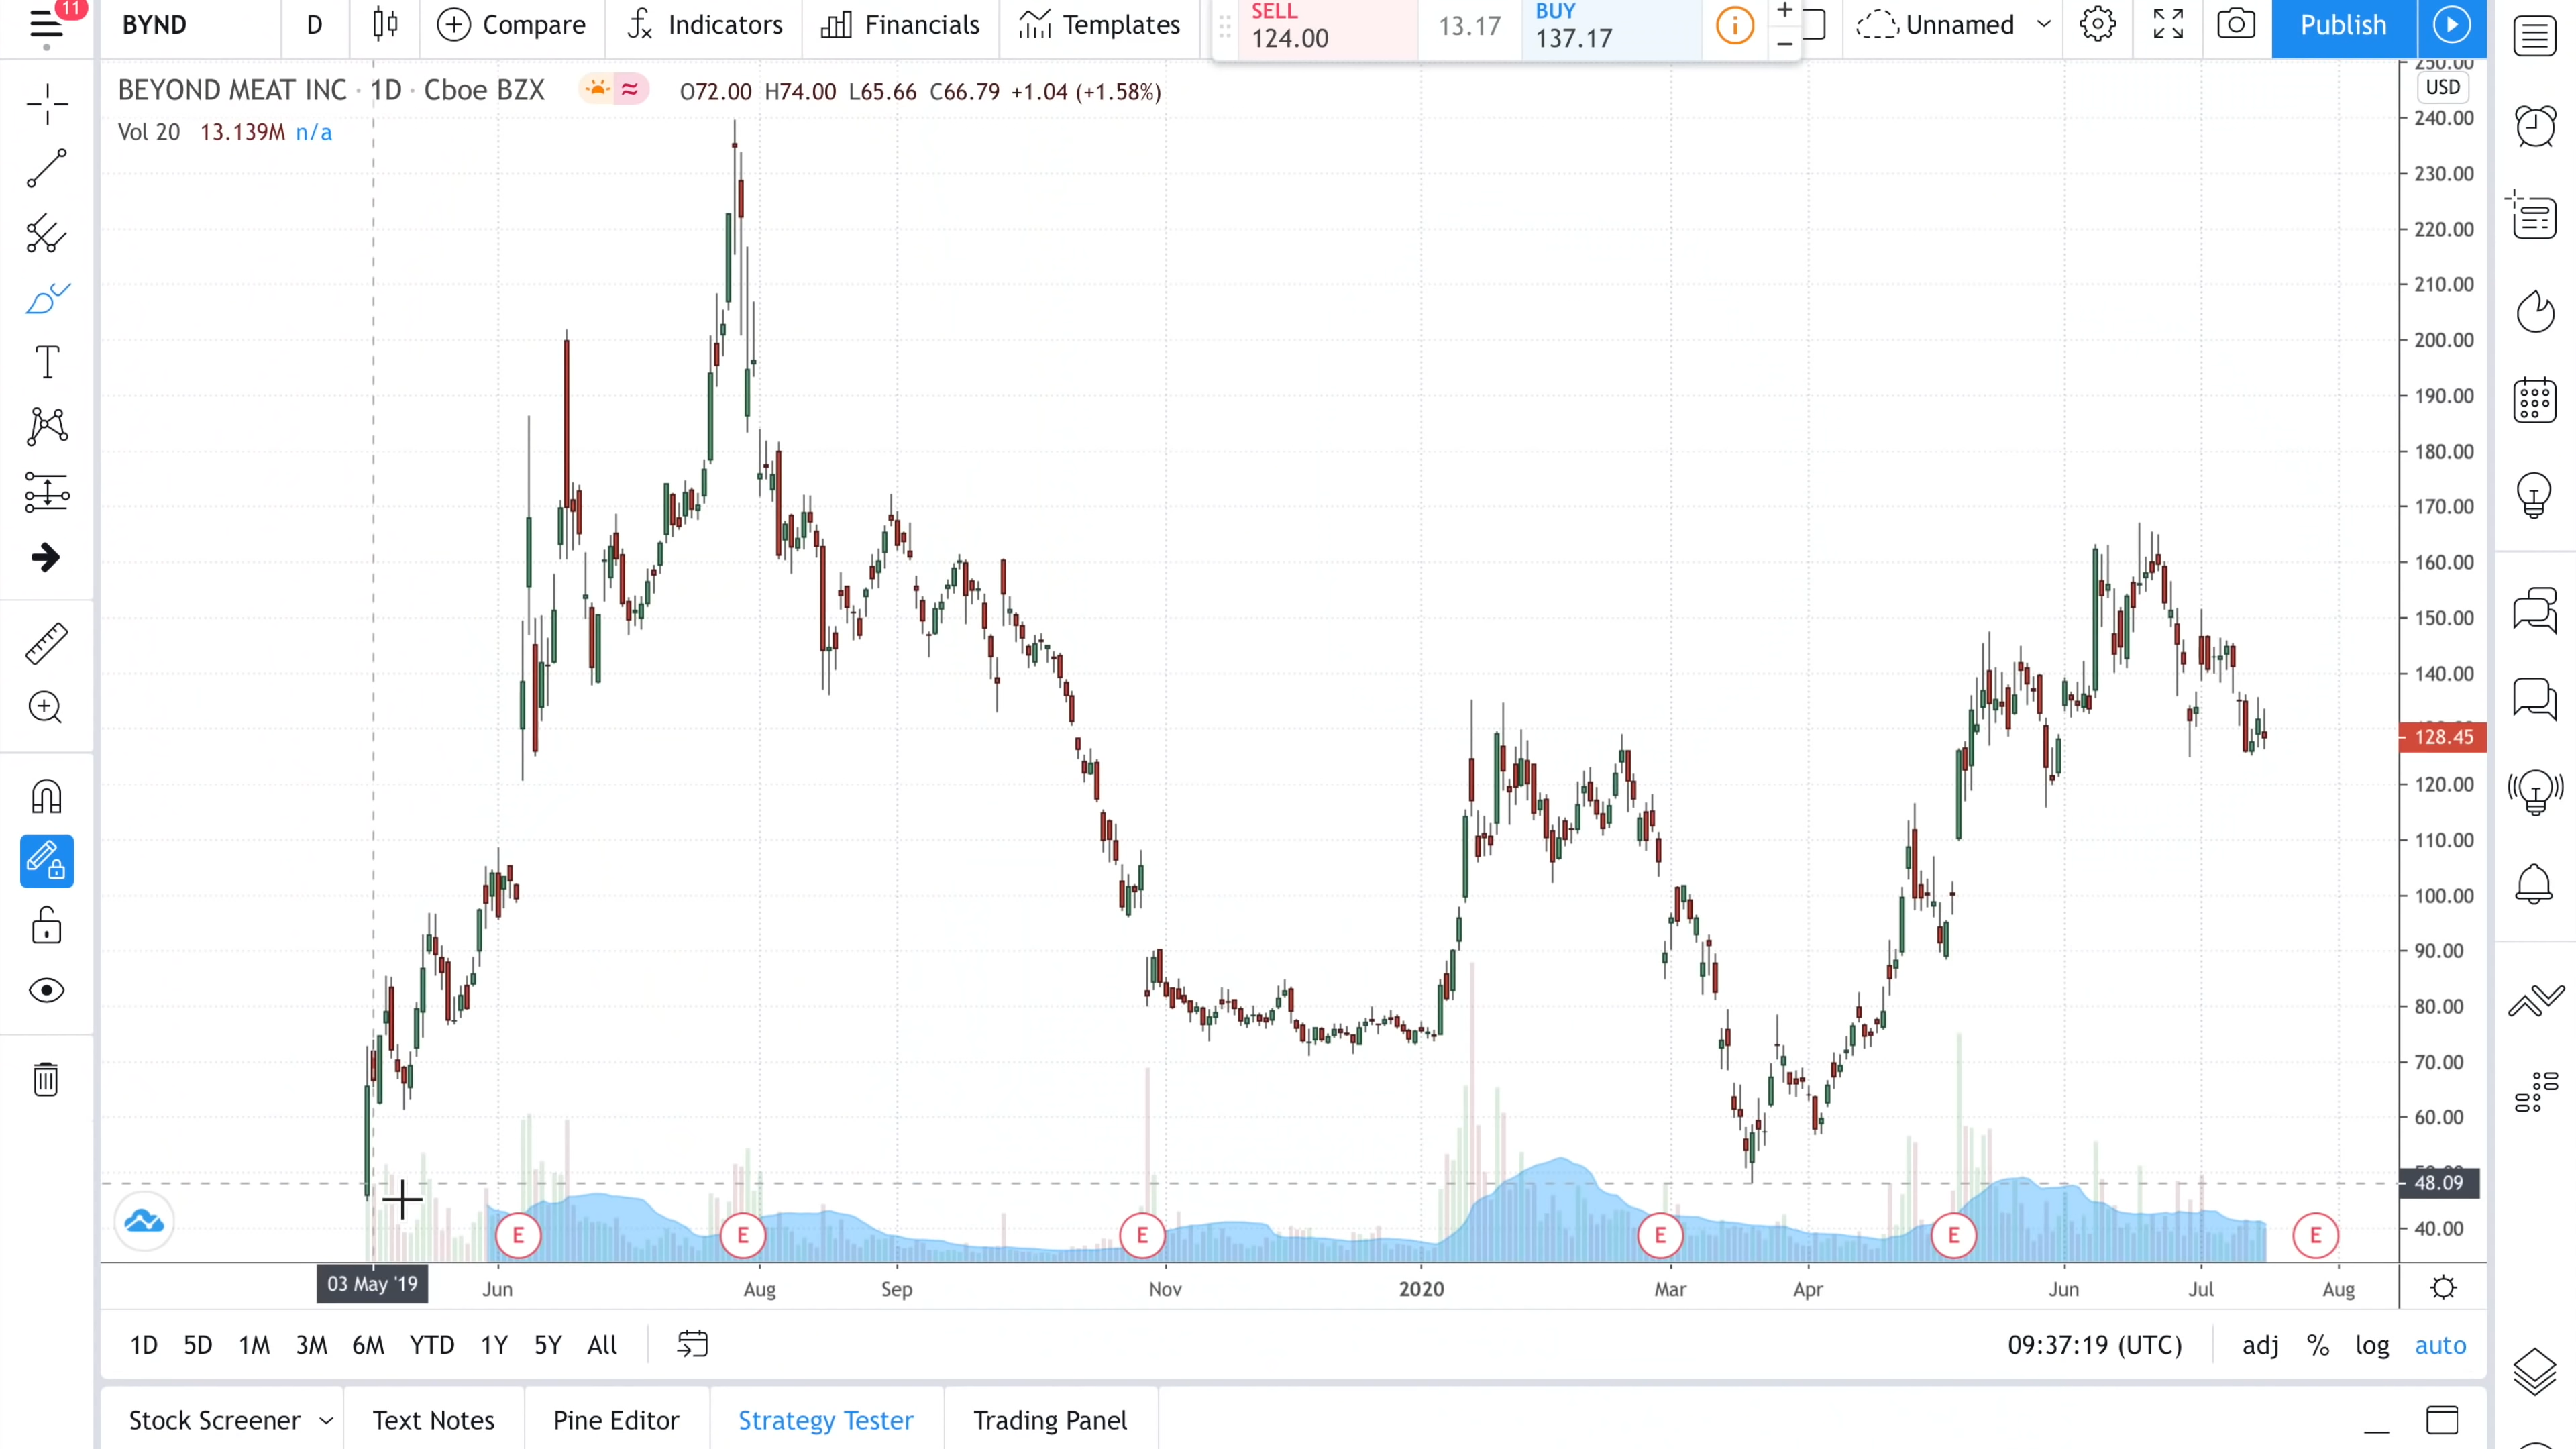 11
BYND D Compare Indicators Financials Templates SELL 124.00 13.17 BUY 137.17 Unnamed Publish
BEYOND MEAT INC · 1D · Cboe BZX O72.00 H74.00 L65.66 C66.79 +1.04 (+1.58%)
Vol 20 13.139M n/a
USD
240.00
230.00
220.00
210.00
200.00
190.00
180.00
170.00
160.00
150.00
140.00
128.45
120.00
110.00
100.00
90.00
80.00
70.00
60.00
48.09
40.00
E E E E E E
03 May '19 Jun Aug Sep Nov 2020 Mar Apr Jun Jul Aug
1D 5D 1M 3M 6M YTD 1Y 5Y All 09:37:19 (UTC) adj % log auto
Stock Screener Text Notes Pine Editor Strategy Tester Trading Panel